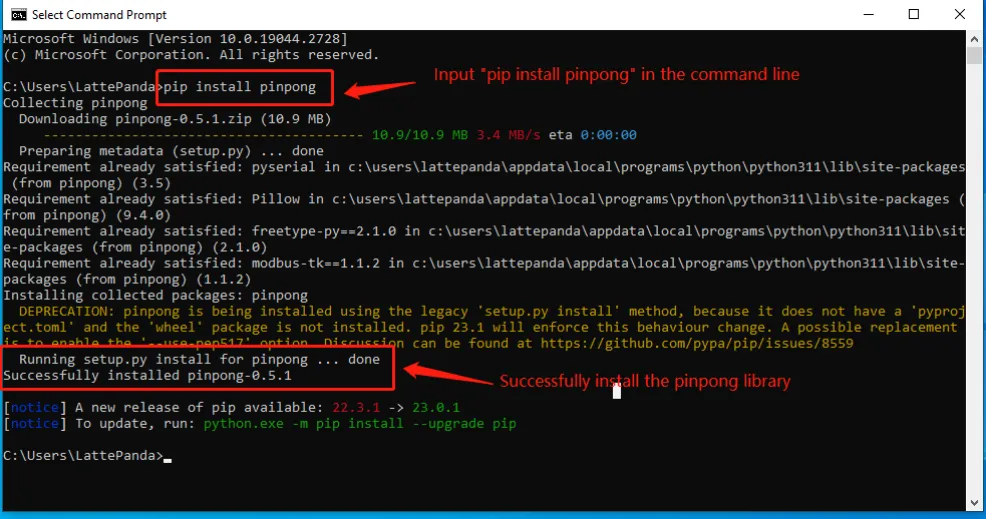 Select Command Prompt
Microsoft Windows [Version 10.0.19044.2728]
(c) Microsoft Corporation. All rights reserved.
Input "pip install pinpong" in the command line
C:\Users\LattePanda>pip install pinpong
Collecting pinpong
Downloading pinpong-0.5.1.zip (10.9 MB)
---------------------------------------- 10.9/10.9 MB 3.4 MB/s eta 0:00:00
Preparing metadata (setup.py) ... done
Requirement already satisfied: pyserial in c:\users\lattepanda\appdata\local\programs\python\python311\lib\site-packages
(from pinpong) (3.5)
Requirement already satisfied: Pillow in c:\users\lattepanda\appdata\local\programs\python\python311\lib\site-packages (
from pinpong) (9.4.0)
Requirement already satisfied: freetype-py==2.1.0 in c:\users\lattepanda\appdata\local\programs\python\python311\lib\sit
e-packages (from pinpong) (2.1.0)
Requirement already satisfied: modbus-tk==1.1.2 in c:\users\lattepanda\appdata\local\programs\python\python311\lib\site-
packages (from pinpong) (1.1.2)
Installing collected packages: pinpong
DEPRECATION: pinpong is being installed using the legacy 'setup.py install' method, because it does not have a 'pyproj
ect.toml' and the 'wheel' package is not installed. pip 23.1 will enforce this behaviour change. A possible replacement
is to enable the '--use-pep517' option. Discussion can be found at https://github.com/pypa/pip/issues/8559
Running setup.py install for pinpong ... done
Successfully installed pinpong-0.5.1
Successfully install the pinpong library
[notice] A new release of pip available: 22.3.1 -> 23.0.1
[notice] To update, run: python.exe -m pip install --upgrade pip
C:\Users\LattePanda>